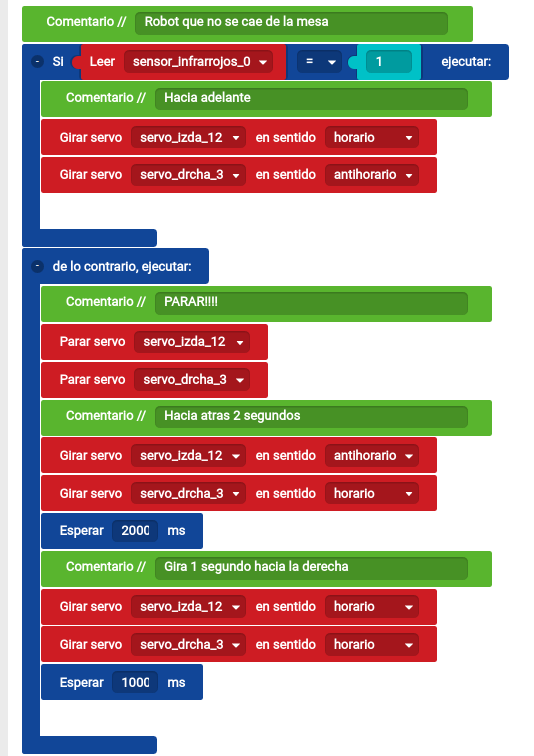 Comentario // Robot que no se cae de la mesa
- Si Leer sensor_infrarrojos_0 = 1 ejecutar:
Comentario // Hacia adelante
Girar servo servo_izda_12 en sentido horario
Girar servo servo_drcha_3 en sentido antihorario
- de lo contrario, ejecutar:
Comentario // PARAR!!!!
Parar servo servo_izda_12
Parar servo servo_drcha_3
Comentario // Hacia atras 2 segundos
Girar servo servo_izda_12 en sentido antihorario
Girar servo servo_drcha_3 en sentido horario
Esperar 2000 ms
Comentario // Gira 1 segundo hacia la derecha
Girar servo servo_izda_12 en sentido horario
Girar servo servo_drcha_3 en sentido horario
Esperar 1000 ms